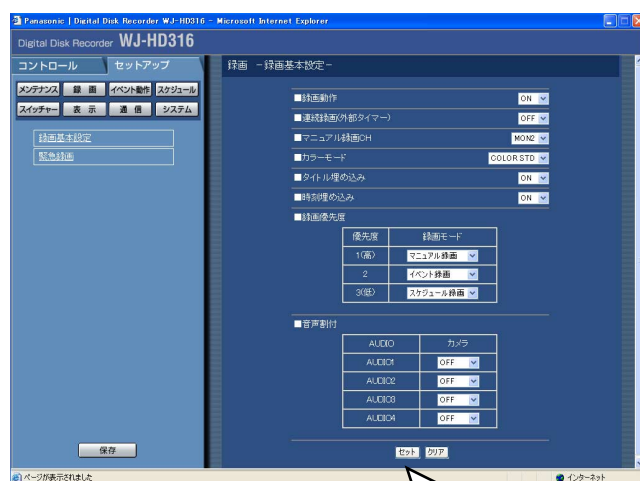 Panasonic | Digital Disk Recorder WJ-HD316 - Microsoft Internet Explorer
Digital Disk Recorder WJ-HD316
コントロール セットアップ
メンテナンス 録 画 イベント動作 スケジュール
スイッチャー 表 示 通 信 システム
録画基本設定
緊急録画
保存
録画 －録画基本設定－
■録画動作 ON
■連続録画(外部タイマー) OFF
■マニュアル録画CH MON2
■カラーモード COLOR STD
■タイトル埋め込み ON
■時刻埋め込み ON
■録画優先度
優先度 録画モード
1(高) マニュアル録画
2 イベント録画
3(低) スケジュール録画
■音声割付
AUDIO カメラ
AUDIO1 OFF
AUDIO2 OFF
AUDIO3 OFF
AUDIO4 OFF
セット クリア
ページが表示されました インターネット